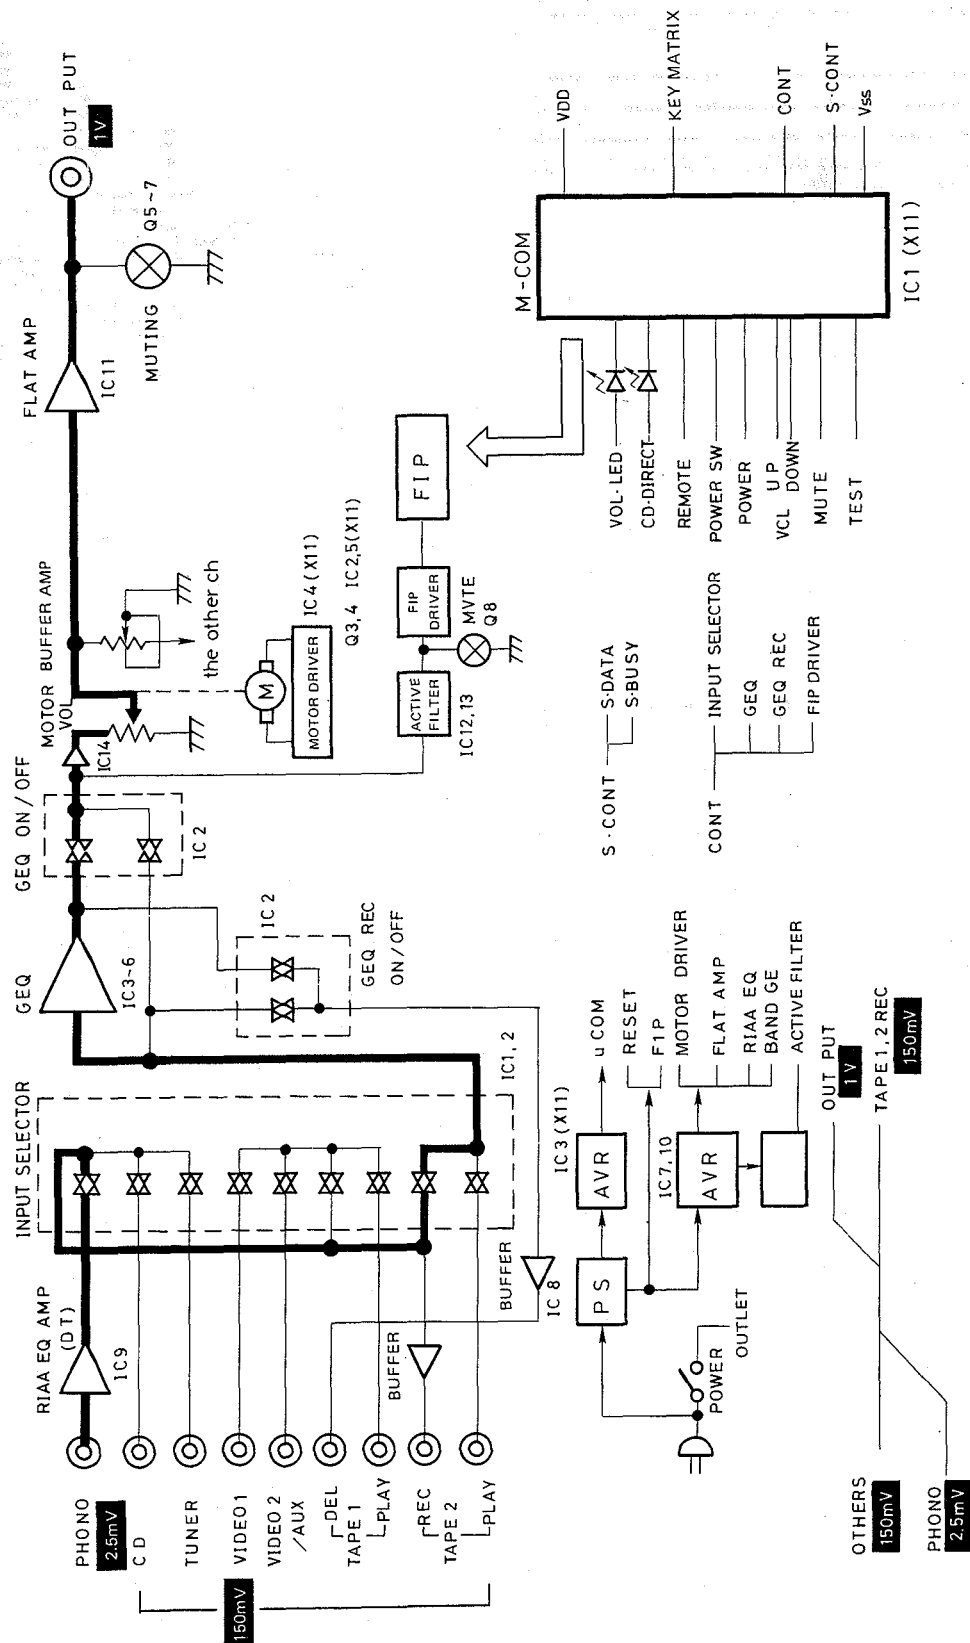 PHONO
2.5mV
CD
TUNER
VIDEO 1
VIDEO 2
/AUX
DEL
TAPE 1
PLAY
REC
TAPE 2
PLAY
150mV
RIAA EQ AMP
(DT)
IC9
BUFFER
BUFFER
IC 8
INPUT SELECTOR
IC1, 2
GEQ
IC3~6
IC 2
GEQ REC
ON/OFF
GEQ ON/OFF
IC 2
MOTOR BUFFER AMP
VOL
IC14
the other ch
M
MOTOR DRIVER
IC4 (X11)
Q3,4 IC2,5(X11)
ACTIVE
FILTER
IC12,13
FIP
DRIVER
MVTE
Q8
FIP
FLAT AMP
IC11
MUTING
Q5~7
OUT PUT
1V
M-COM
IC1 (X11)
VDD
KEY MATRIX
CONT
S·CONT
Vss
VOL·LED
CD·DIRECT
REMOTE
POWER SW
POWER
UP
VCL
DOWN
MUTE
TEST
S·CONT
S·DATA
S·BUSY
CONT
INPUT SELECTOR
GEQ
GEQ REC
FIP DRIVER
POWER
OUTLET
PS
AVR
IC3 (X11)
u COM
RESET
F1P
IC7, 10
AVR
MOTOR DRIVER
FLAT AMP
RIAA EQ
BAND GE
ACTIVE FILTER
OTHERS
150mV
PHONO
2.5mV
OUT PUT
1V
TAPE 1, 2 REC
150mV